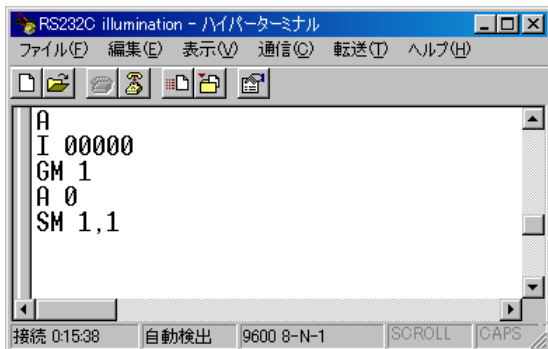 RS232C illumination - ハイパーターミナル
ファイル(F) 編集(E) 表示(V) 通信(C) 転送(T) ヘルプ(H)
A
I 00000
GM 1
A 0
SM 1,1
接続 0:15:38 自動検出 9600 8-N-1 SCROLL CAPS